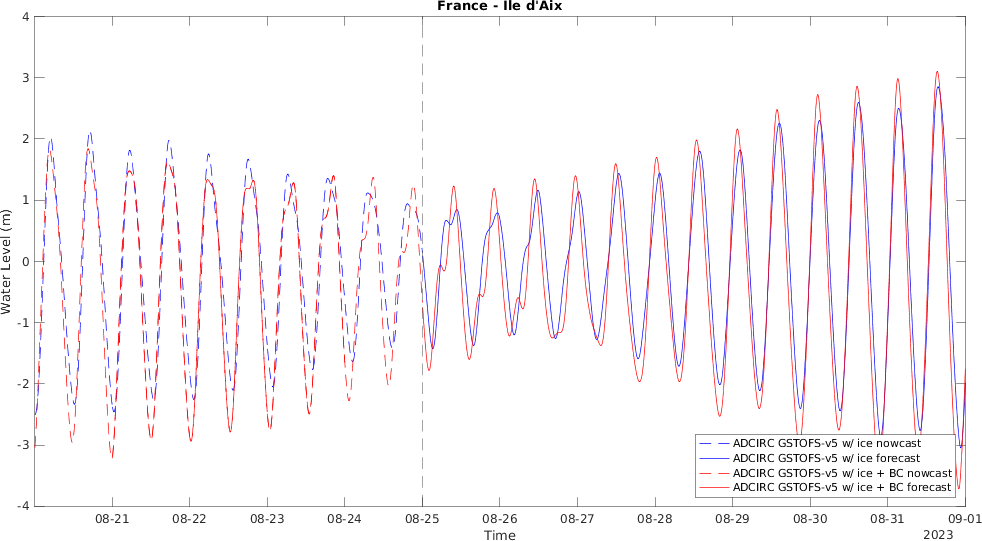 France - Ile d'Aix
4
3
2
1
0
-1
-2
-3
-4
Water Level (m)
ADCIRC GSTOFS-v5 w/ ice nowcast
ADCIRC GSTOFS-v5 w/ ice forecast
ADCIRC GSTOFS-v5 w/ ice + BC nowcast
ADCIRC GSTOFS-v5 w/ ice + BC forecast
08-21 08-22 08-23 08-24 08-25 08-26 08-27 08-28 08-29 08-30 08-31 09-01
Time
2023